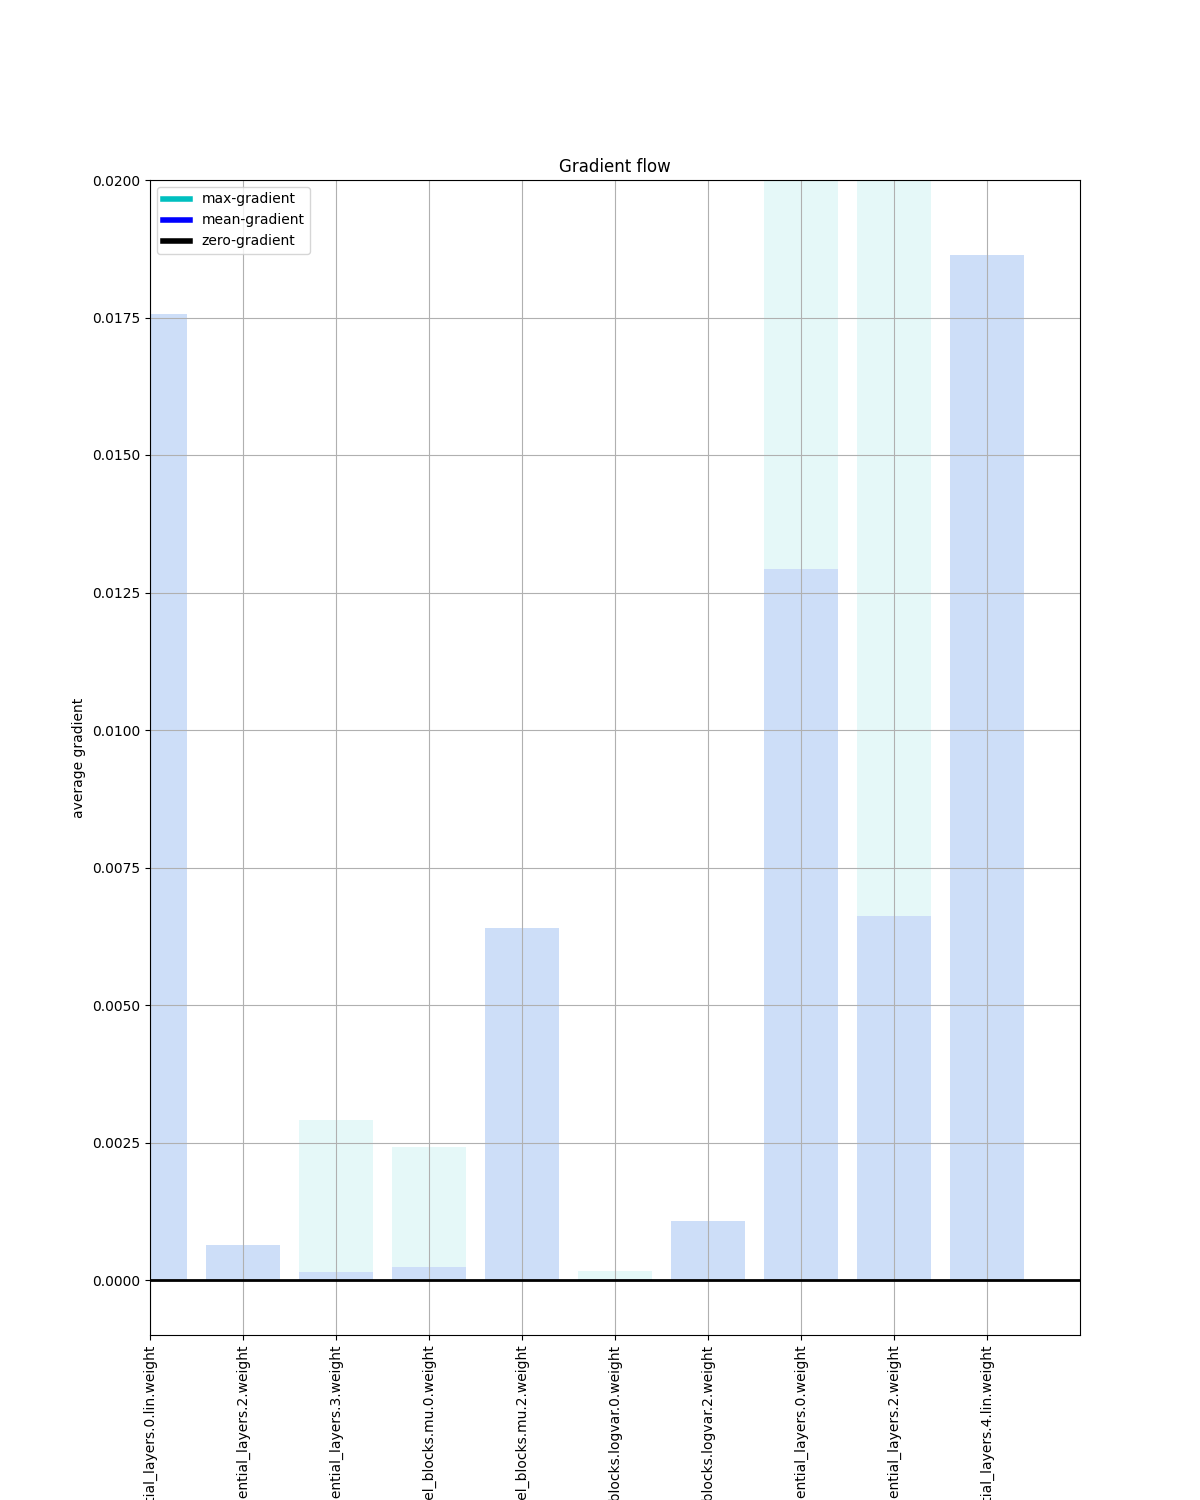 Gradient flow
max-gradient
mean-gradient
zero-gradient
0.0200
0.0175
0.0150
0.0125
0.0100
0.0075
0.0050
0.0025
0.0000
average gradient
tial_layers.0.lin.weight
ential_layers.2.weight
ential_layers.3.weight
el_blocks.mu.0.weight
el_blocks.mu.2.weight
blocks.logvar.0.weight
blocks.logvar.2.weight
ential_layers.0.weight
ential_layers.2.weight
tial_layers.4.lin.weight